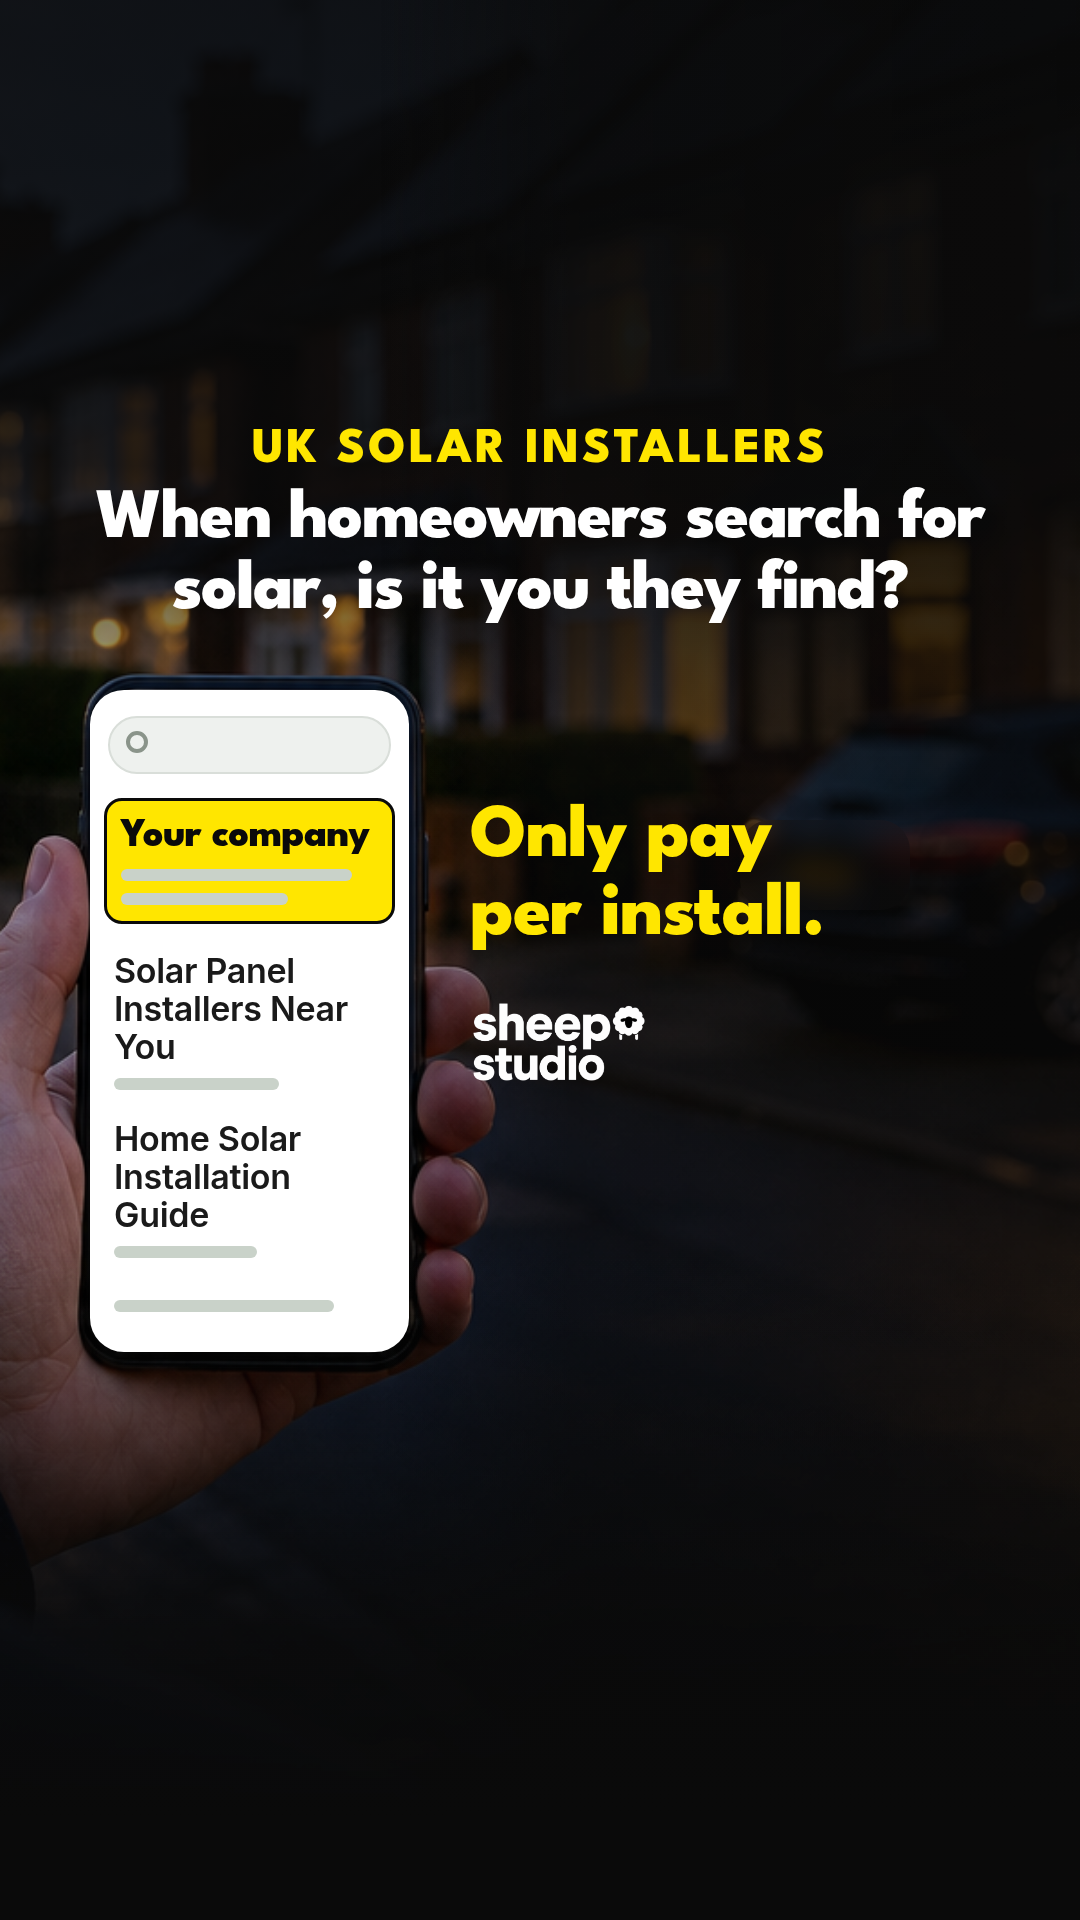 UK SOLAR INSTALLERS
When homeowners search for
solar, is it you they find?
Your company
Solar Panel
Installers Near
You
Home Solar
Installation
Guide
Only pay
per install.
sheep
studio